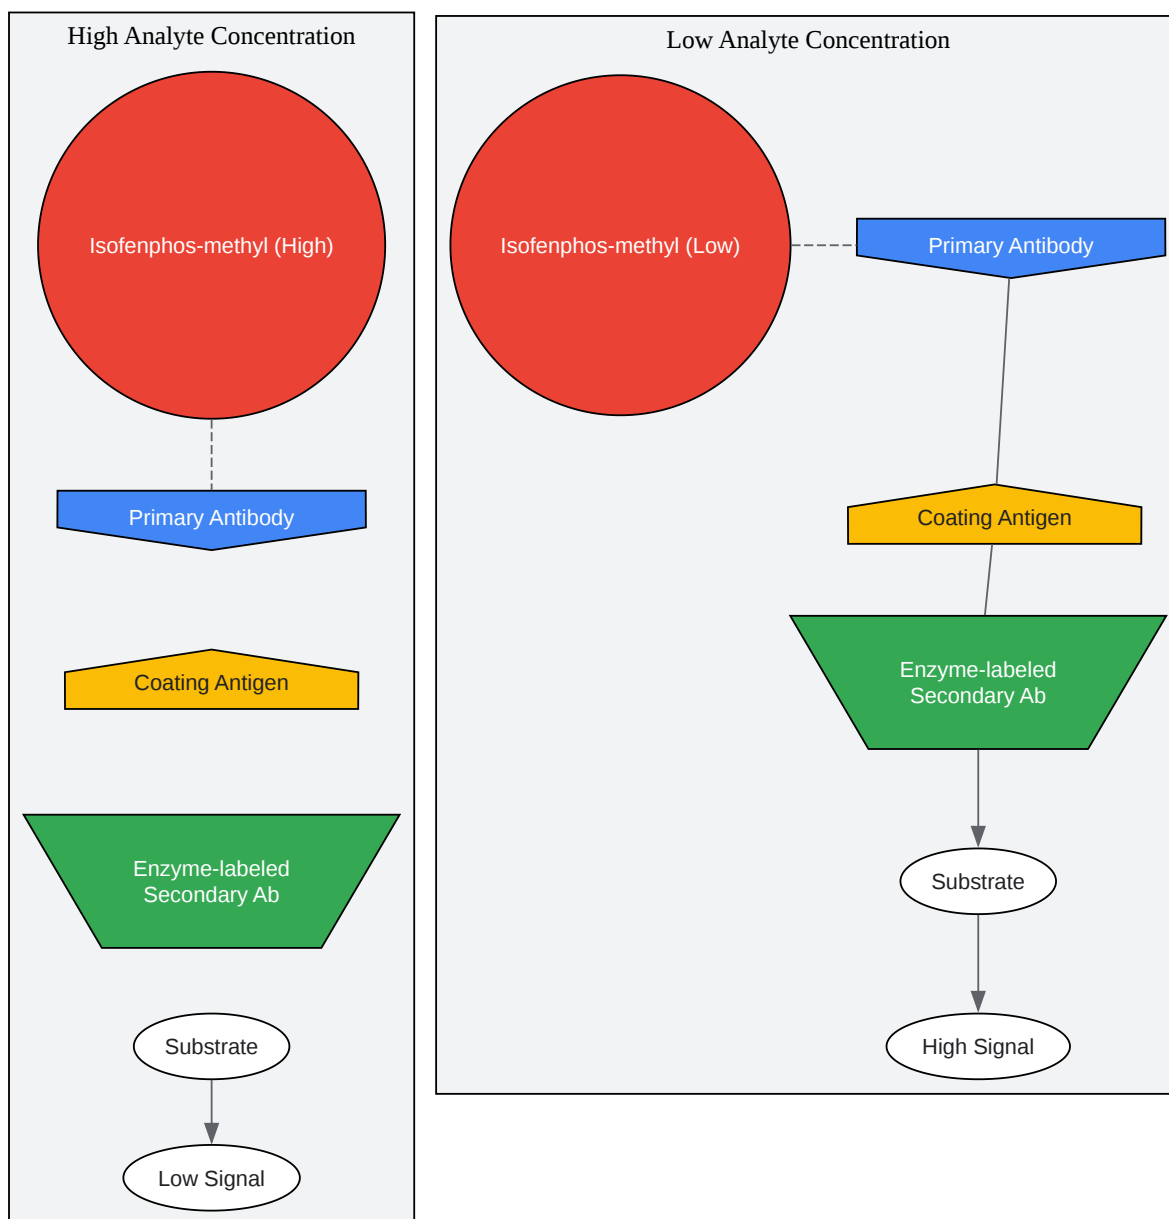 High Analyte Concentration
Isofenphos-methyl (High)
Primary Antibody
Coating Antigen
Enzyme-labeled
Secondary Ab
Substrate
Low Signal
Low Analyte Concentration
Isofenphos-methyl (Low)
Primary Antibody
Coating Antigen
Enzyme-labeled
Secondary Ab
Substrate
High Signal